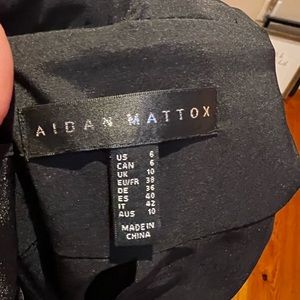 AIDAN MATTOX
US 6
CAN 6
UK 10
EU/FR 38
DE 36
ES 40
IT 42
AUS 10
MADE IN
CHINA